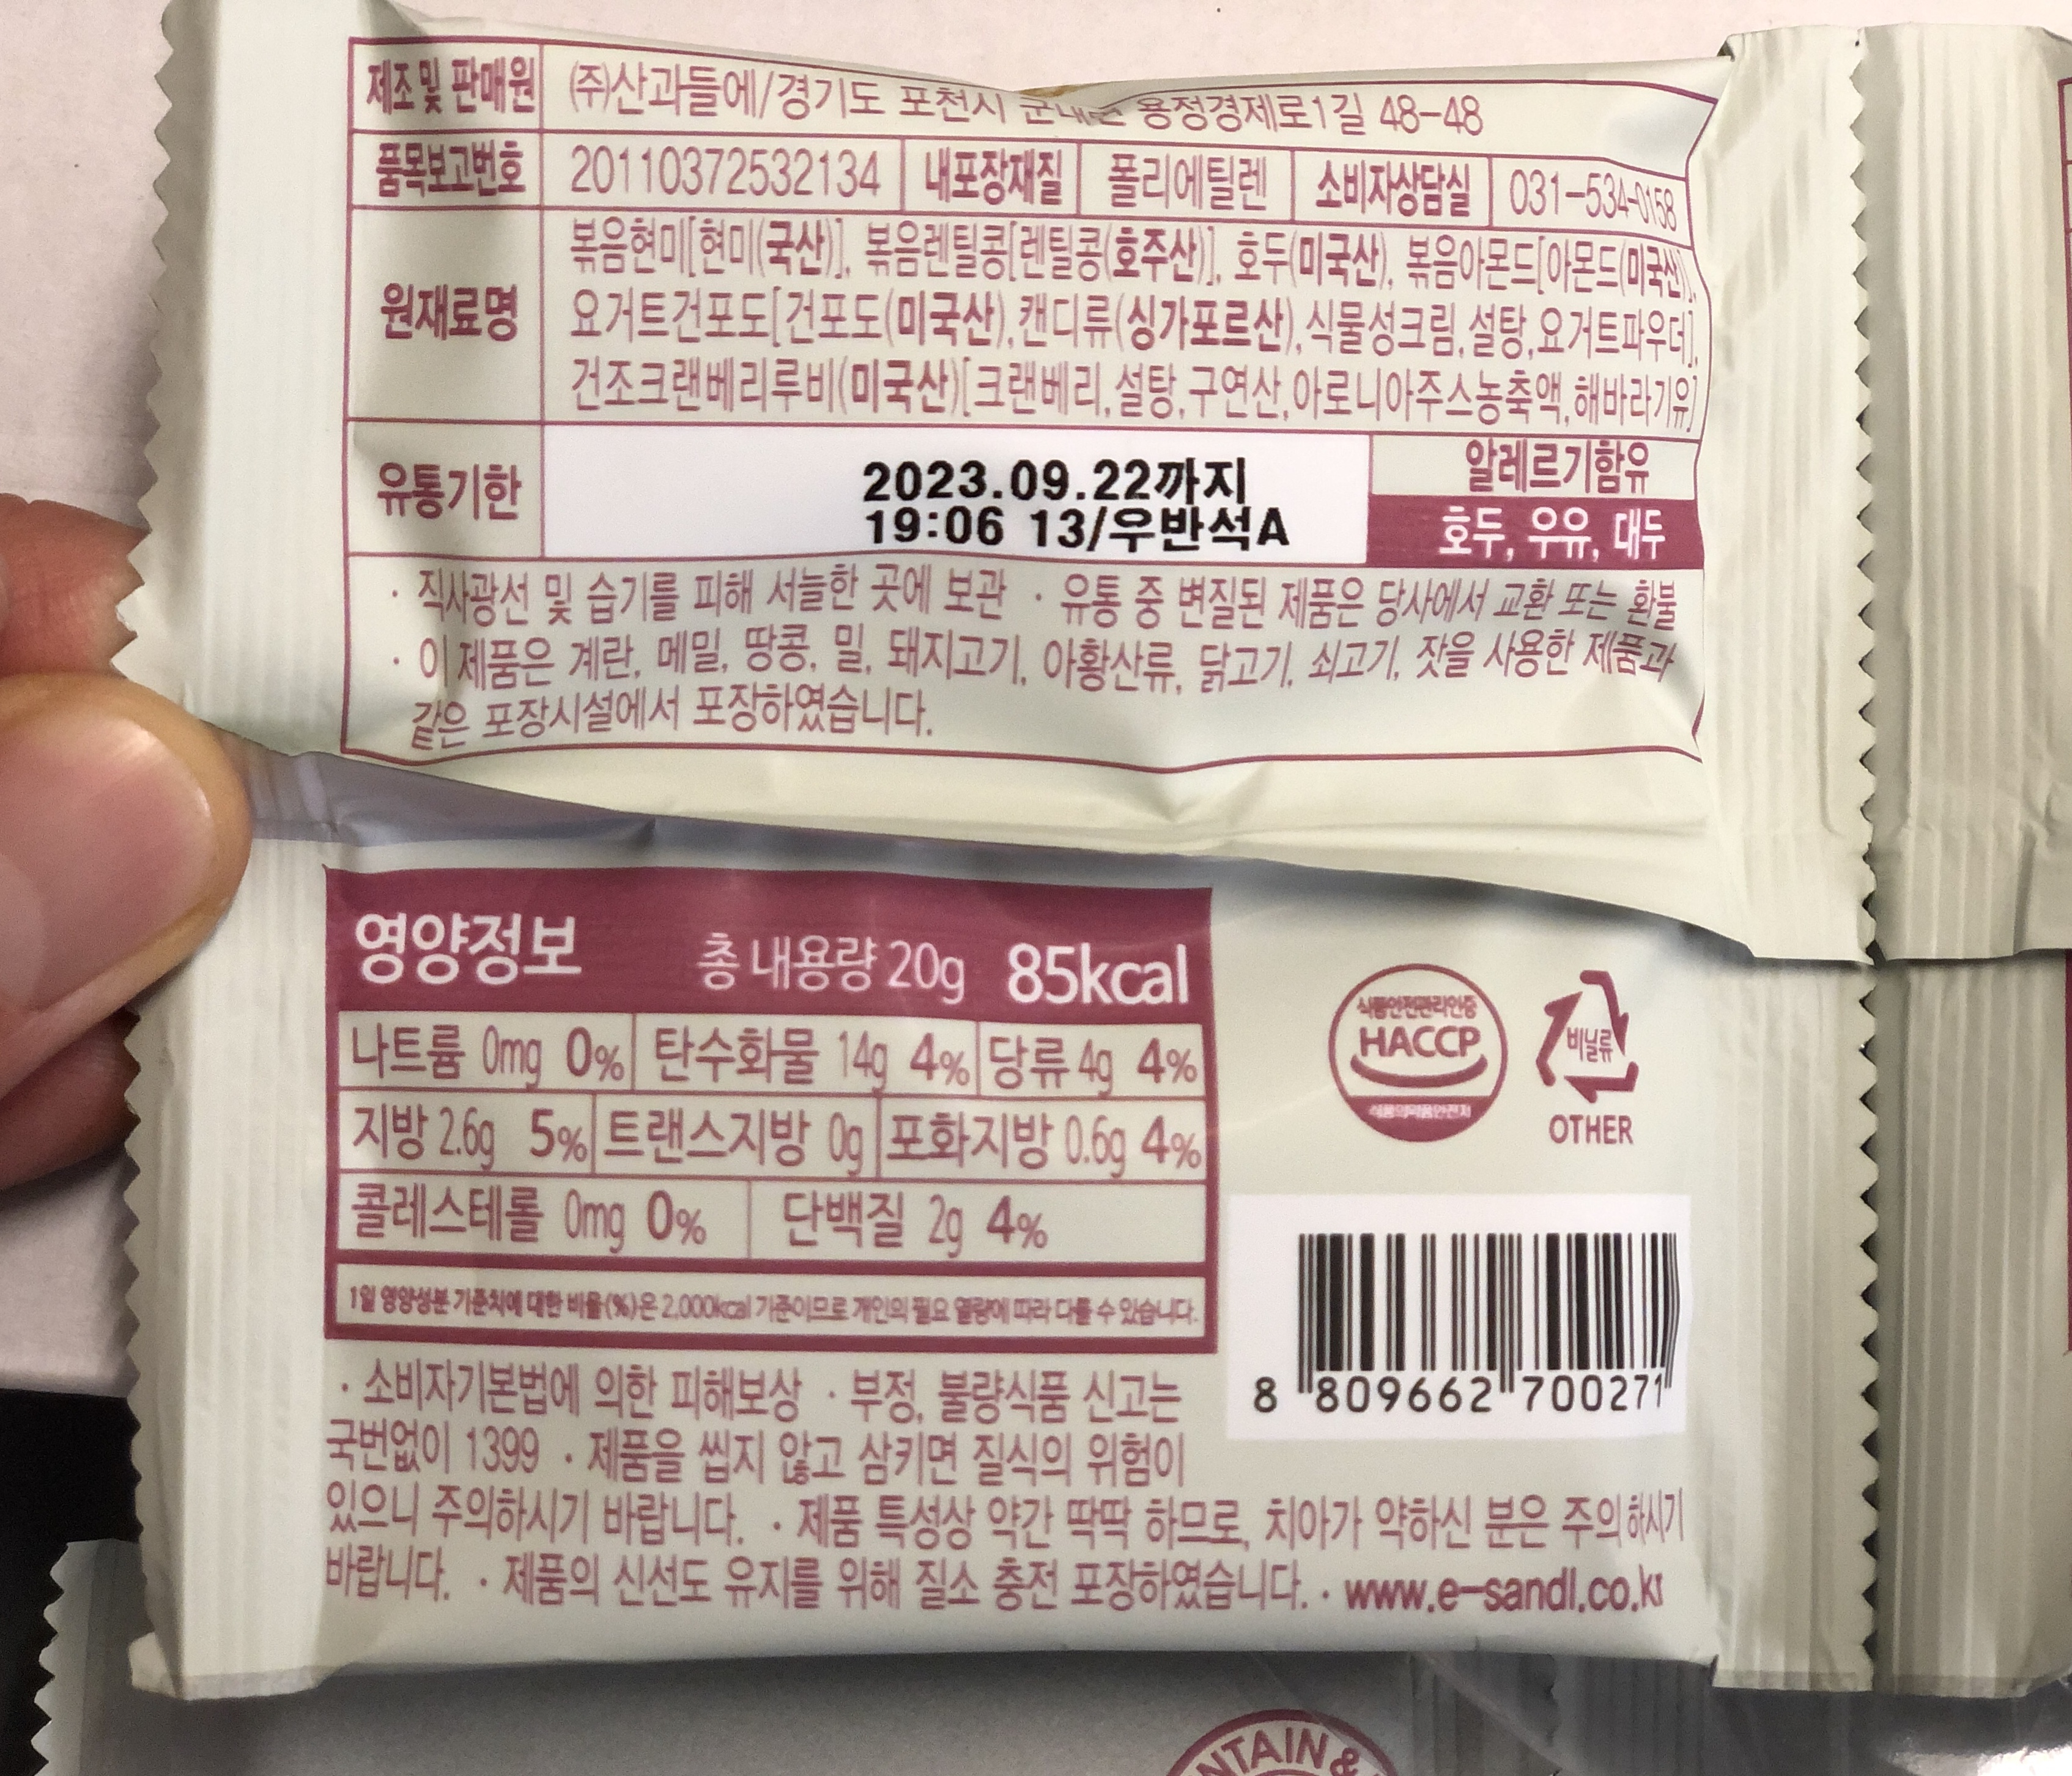 제조 및 판매원 (주)산과들에/경기도 포천시 군내면 용정경제로1길 48-48
품목보고번호 20110372532134 내포장재질 폴리에틸렌 소비자상담실 031-534-0158
원재료명 볶음현미[현미(국산)], 볶음렌틸콩[렌틸콩(호주산)], 호두(미국산), 볶음아몬드[아몬드(미국산)],
요거트건포도[건포도(미국산),캔디류(싱가포르산),식물성크림,설탕,요거트파우더],
건조크랜베리루비(미국산)[크랜베리,설탕,구연산,아로니아주스농축액,해바라기유]
유통기한 2023.09.22까지
19:06 13/우반석A
알레르기함유
호두, 우유, 대두
· 직사광선 및 습기를 피해 서늘한 곳에 보관 · 유통 중 변질된 제품은 당사에서 교환 또는 환불
· 이 제품은 계란, 메밀, 땅콩, 밀, 돼지고기, 아황산류, 닭고기, 쇠고기, 잣을 사용한 제품과
같은 포장시설에서 포장하였습니다.
영양정보 총 내용량 20g 85kcal
나트륨 0mg 0% 탄수화물 14g 4% 당류 4g 4%
지방 2.6g 5% 트랜스지방 0g 포화지방 0.6g 4%
콜레스테롤 0mg 0% 단백질 2g 4%
1일 영양성분 기준치에 대한 비율(%)은 2,000kcal 기준이므로 개인의 필요 열량에 따라 다를 수 있습니다.
식품안전관리인증
HACCP
식품의약품안전처
비닐류
OTHER
8 809662 700271
· 소비자기본법에 의한 피해보상 · 부정, 불량식품 신고는
국번없이 1399 · 제품을 씹지 않고 삼키면 질식의 위험이
있으니 주의하시기 바랍니다. · 제품 특성상 약간 딱딱 하므로, 치아가 약하신 분은 주의하시기
바랍니다. · 제품의 신선도 유지를 위해 질소 충전 포장하였습니다. · www.e-sandl.co.kr
NTAIN &